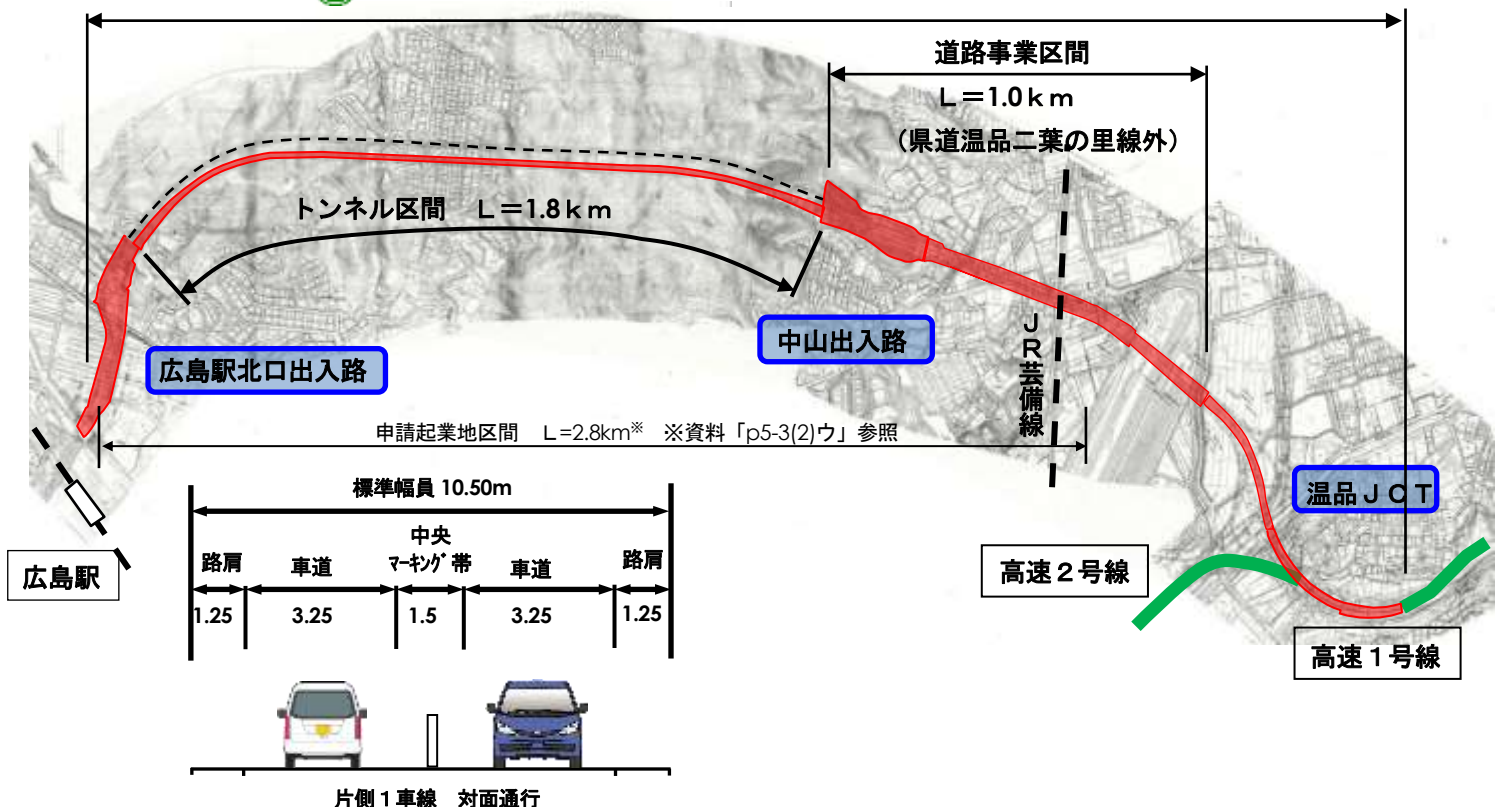 道路事業区間
L=1.0km
(県道温品二葉の里線外)
トンネル区間 L=1.8km
中山出入路
広島駅北口出入路
JR芸備線
申請起業地区間 L=2.8km※ ※資料「p5-3(2)ウ」参照
温品JCT
標準幅員 10.50m
路肩 車道 中央マーキング帯 車道 路肩
1.25 3.25 1.5 3.25 1.25
広島駅
高速2号線
高速1号線
片側1車線 対面通行